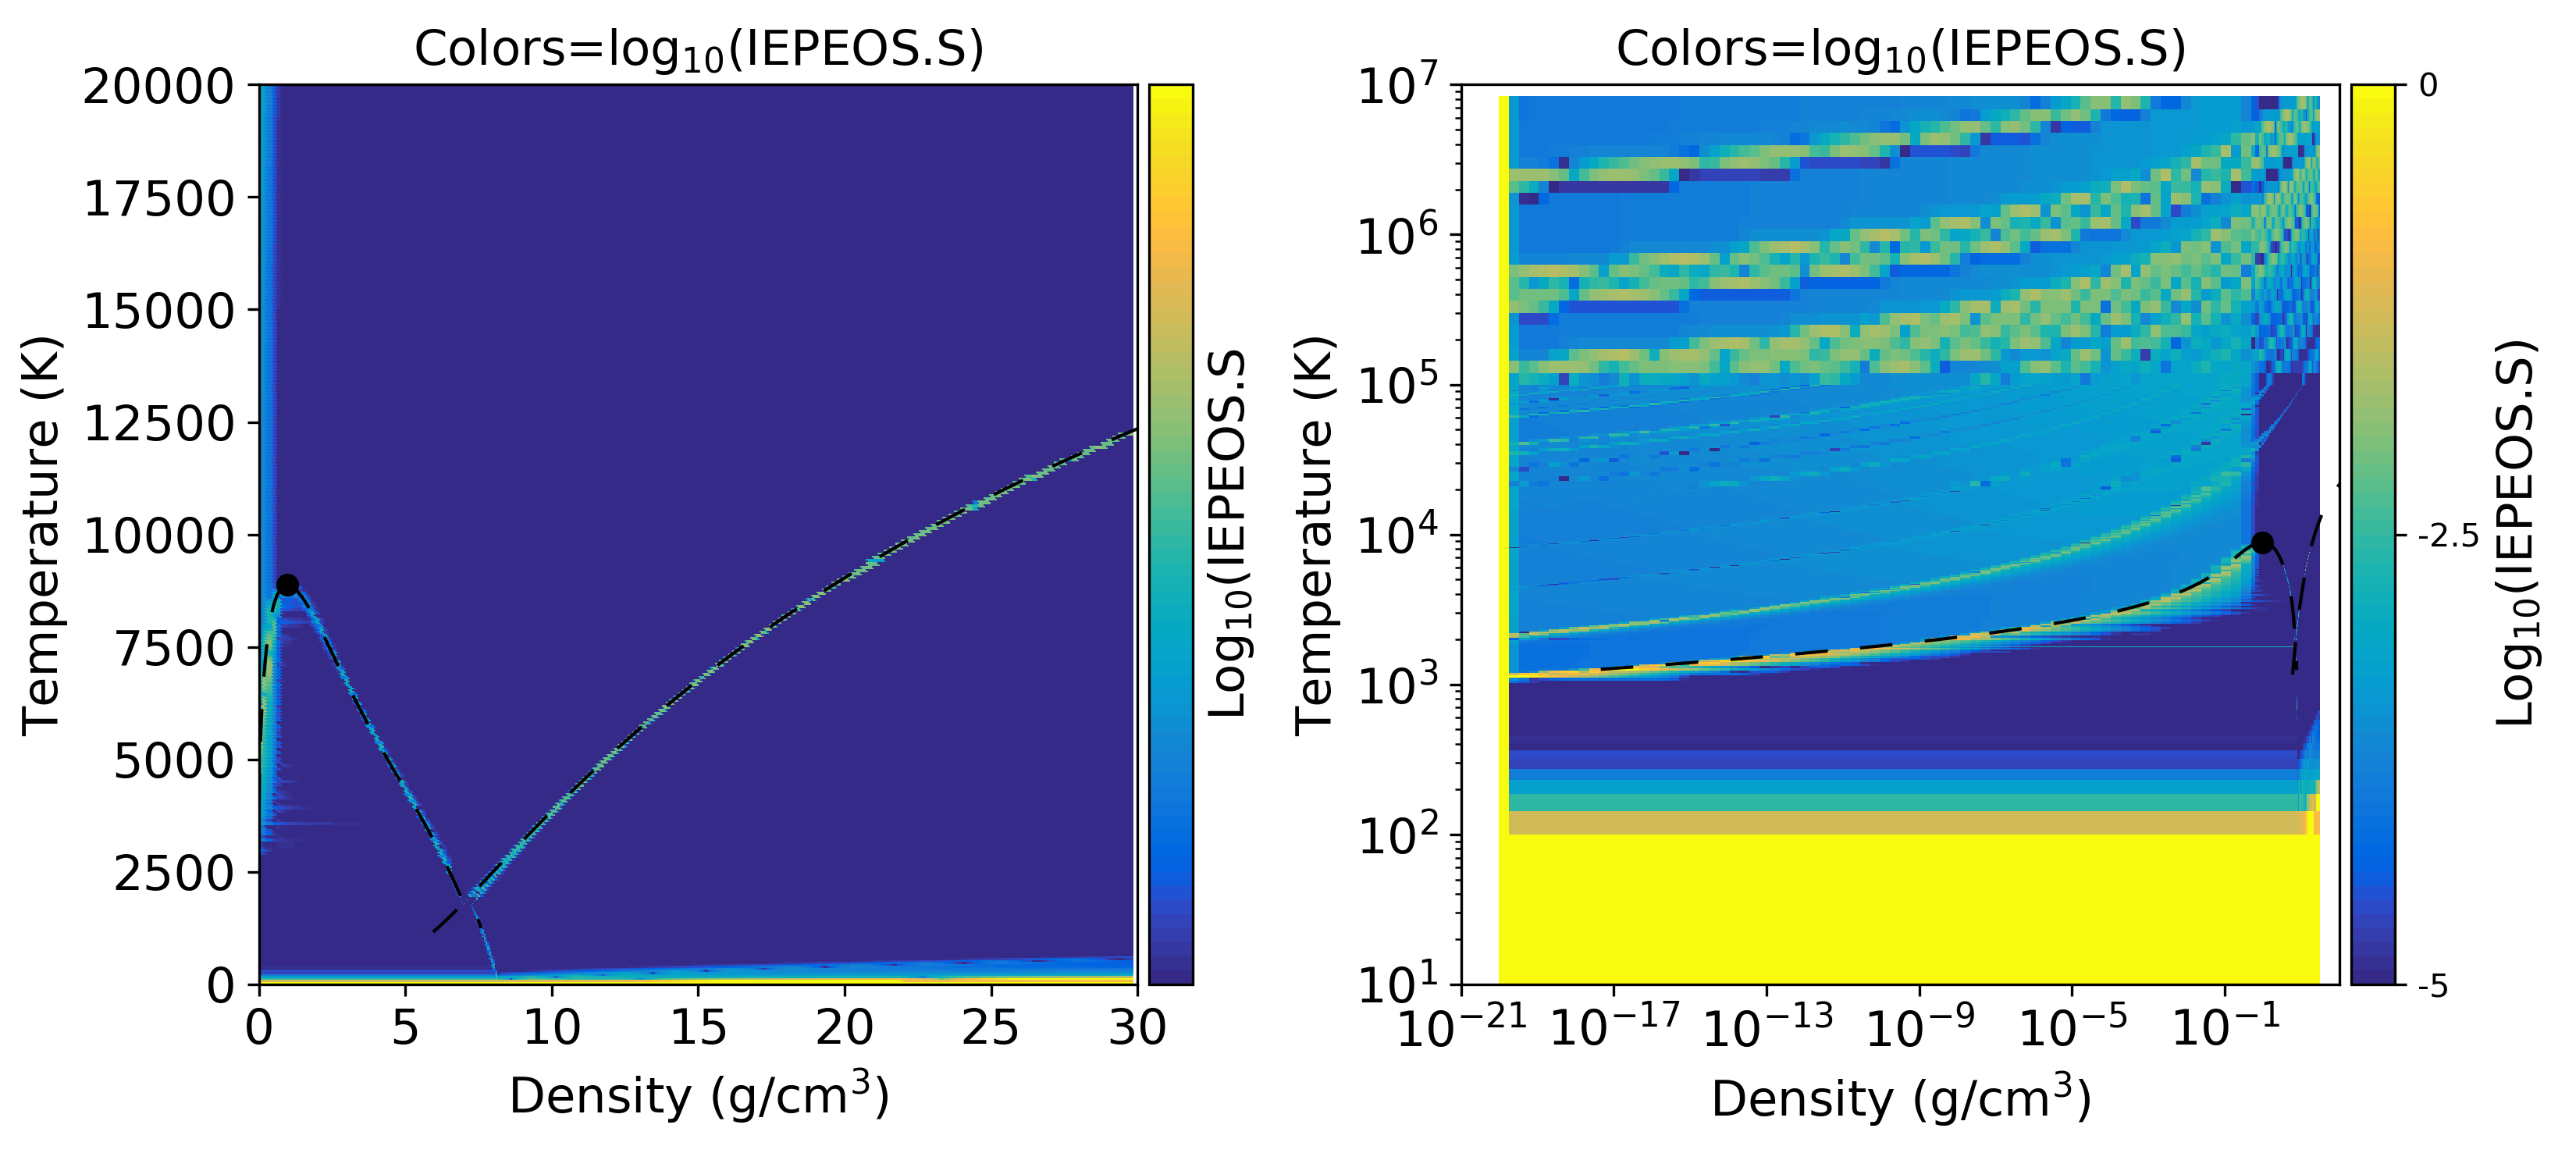 Colors=log₁₀(IEPEOS.S)
20000
17500
15000
12500
10000
7500
5000
2500
0
Temperature (K)
0 5 10 15 20 25 30
Density (g/cm³)
Log₁₀(IEPEOS.S
Colors=log₁₀(IEPEOS.S)
10⁷
10⁶
10⁵
10⁴
10³
10²
10¹
Temperature (K)
10⁻²¹ 10⁻¹⁷ 10⁻¹³ 10⁻⁹ 10⁻⁵ 10⁻¹
Density (g/cm³)
0
-2.5
-5
Log₁₀(IEPEOS.S)